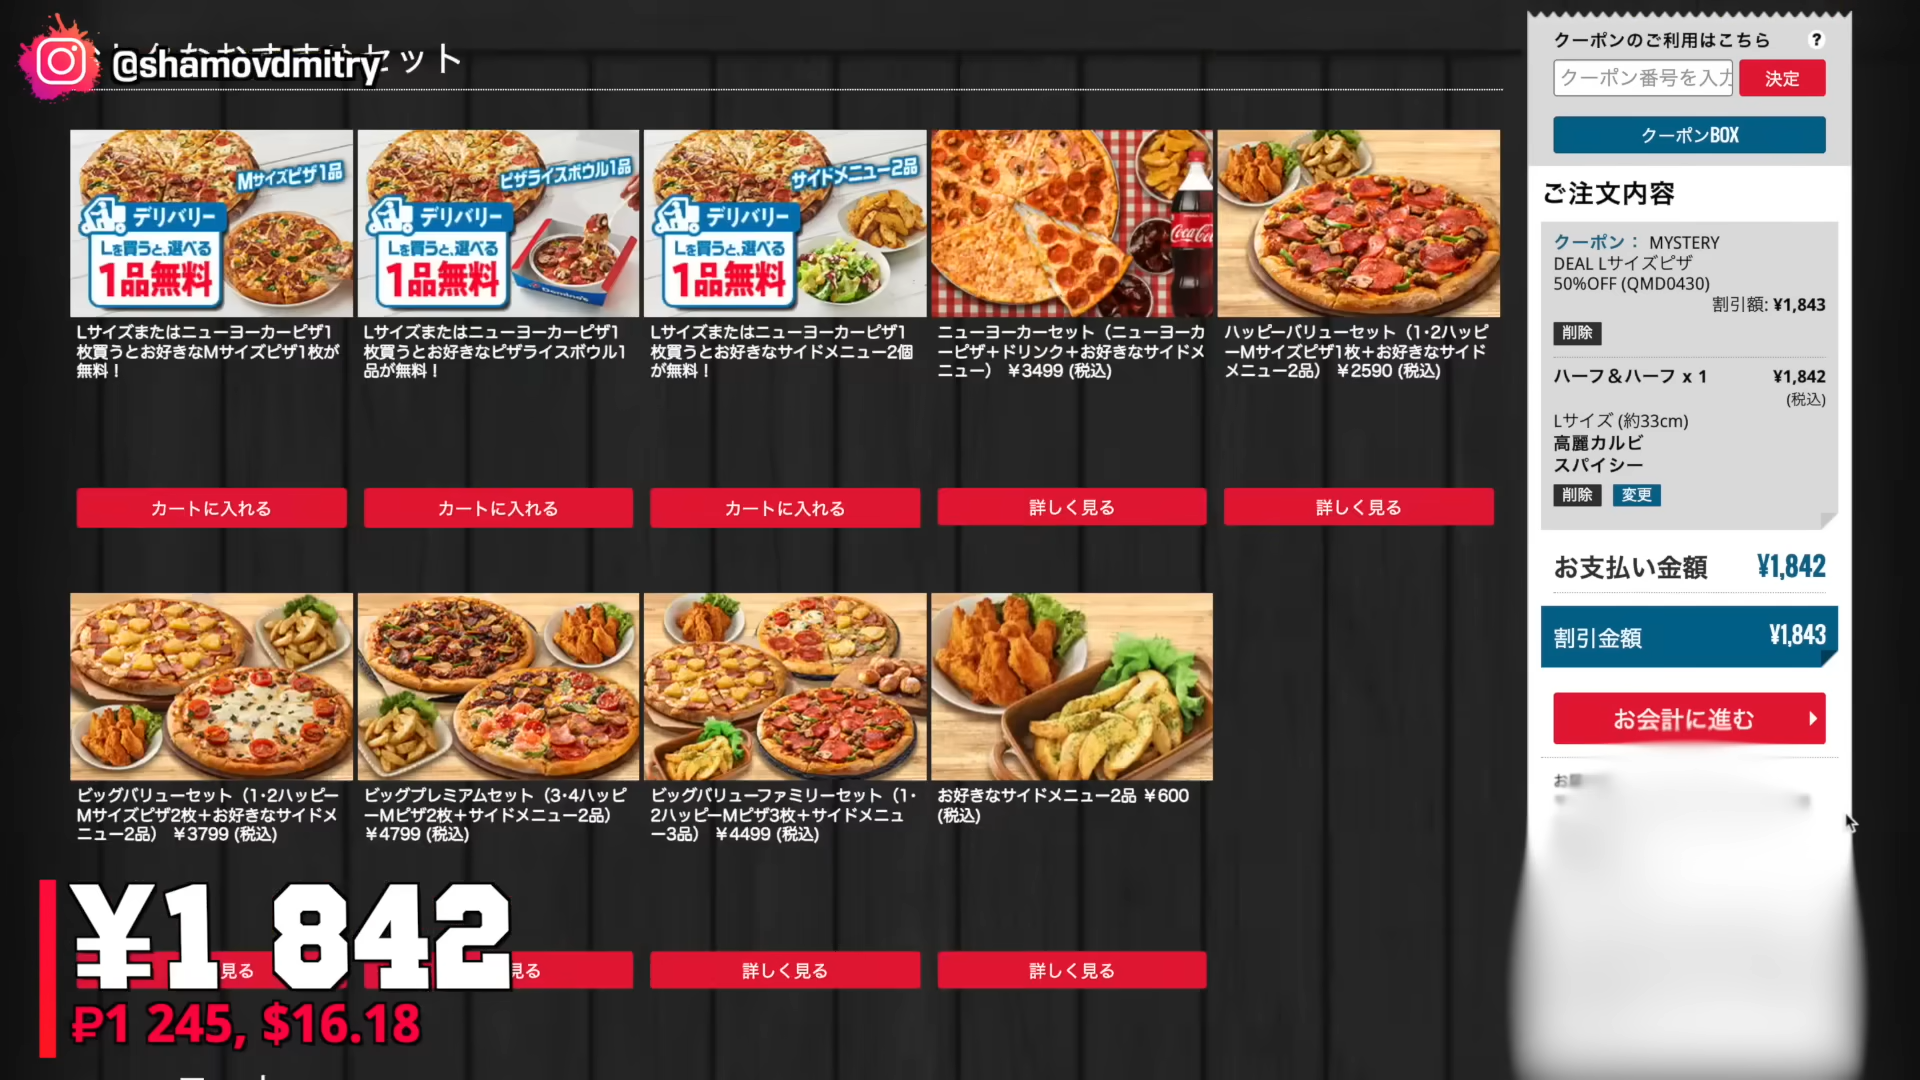 @shamovdmitry
セット
Mサイズピザ1品
デリバリー
Lを買うと、選べる
1品無料
ピザライスボウル1品
デリバリー
Lを買うと、選べる
1品無料
Domino's
サイドメニュー2品
デリバリー
Lを買うと、選べる
1品無料
Coca-Cola
Lサイズまたはニューヨーカーピザ1
枚買うとお好きなMサイズピザ1枚が
無料！
カートに入れる
Lサイズまたはニューヨーカーピザ1
枚買うとお好きなピザライスボウル1
品が無料！
カートに入れる
Lサイズまたはニューヨーカーピザ1
枚買うとお好きなサイドメニュー2個
が無料！
カートに入れる
ニューヨーカーセット（ニューヨーカ
ーピザ＋ドリンク＋お好きなサイドメ
ニュー） ￥3499 (税込)
詳しく見る
ハッピーバリューセット（1･2ハッピ
ーMサイズピザ1枚＋お好きなサイド
メニュー2品） ￥2590 (税込)
詳しく見る
ビッグバリューセット（1･2ハッピー
Mサイズピザ2枚＋お好きなサイドメ
ニュー2品） ￥3799 (税込)
見る
ビッグプレミアムセット（3･4ハッピ
ーMピザ2枚＋サイドメニュー2品）
￥4799 (税込)
見る
ビッグバリューファミリーセット（1･
2ハッピーMピザ3枚＋サイドメニュ
ー3品） ￥4499 (税込)
詳しく見る
お好きなサイドメニュー2品 ￥600
(税込)
詳しく見る
¥1 842
₽1 245, $16.18
クーポンのご利用はこちら ?
クーポン番号を入力
決定
クーポンBOX
ご注文内容
クーポン： MYSTERY
DEAL Lサイズピザ
50%OFF (QMD0430)
割引額: ¥1,843
削除
ハーフ＆ハーフ x 1 ¥1,842
(税込)
Lサイズ (約33cm)
高麗カルビ
スパイシー
削除 変更
お支払い金額 ¥1,842
割引金額 ¥1,843
お会計に進む